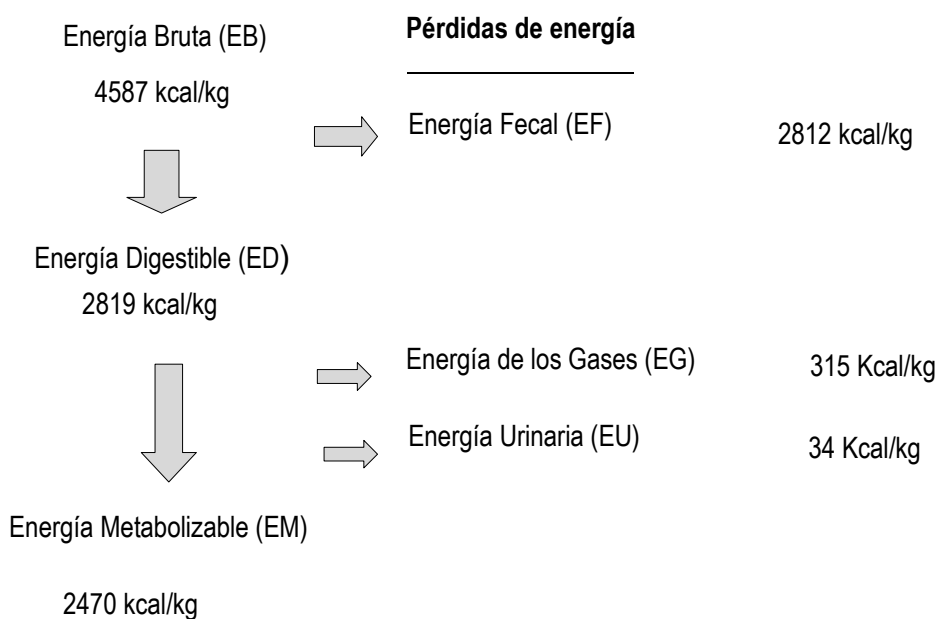 Energía Bruta (EB)
Pérdidas de energía
4587 kcal/kg
Energía Fecal (EF)
2812 kcal/kg
Energía Digestible (ED)
2819 kcal/kg
Energía de los Gases (EG)
315 Kcal/kg
Energía Urinaria (EU)
34 Kcal/kg
Energía Metabolizable (EM)
2470 kcal/kg